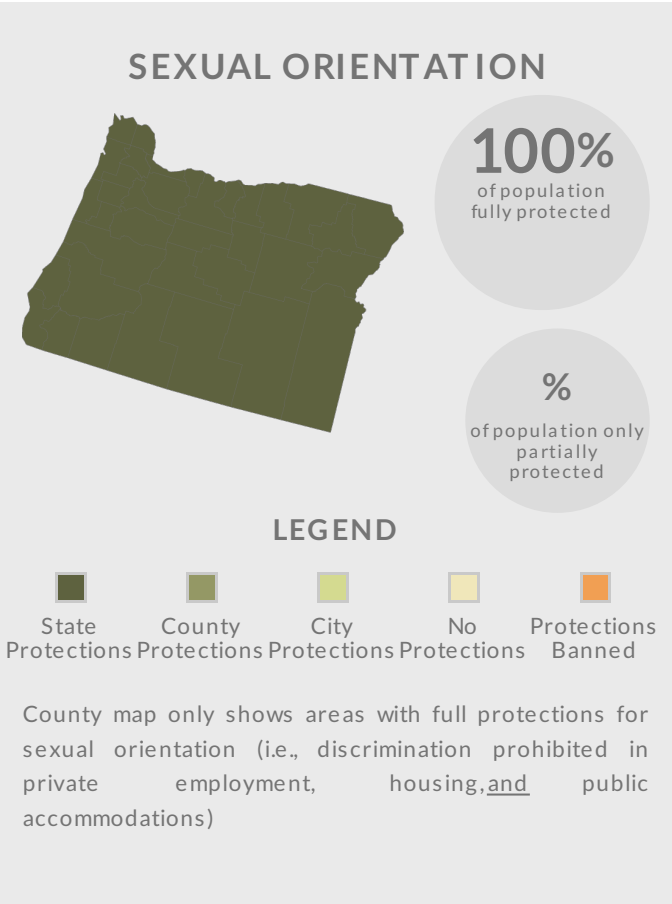 SEXUAL ORIENTATION
100%
of population
fully protected
%
of population only
partially
protected
LEGEND
State
Protections
County
Protections
City
Protections
No
Protections
Protections
Banned
County map only shows areas with full protections for
sexual orientation (i.e., discrimination prohibited in
private employment, housing,and public
accommodations)